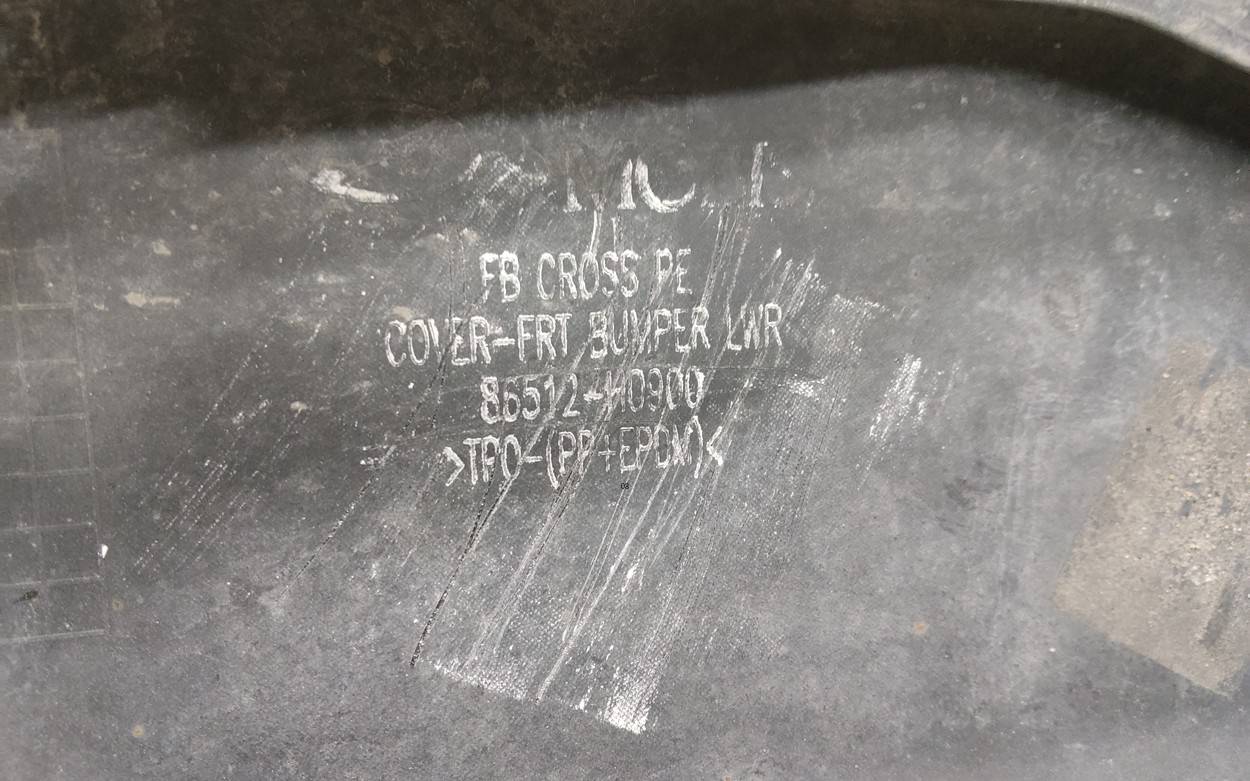 FB CROSS PE
COVER-FRT BUMPER LWR
86512-H0900
>TPO-(PP+EPDM)<